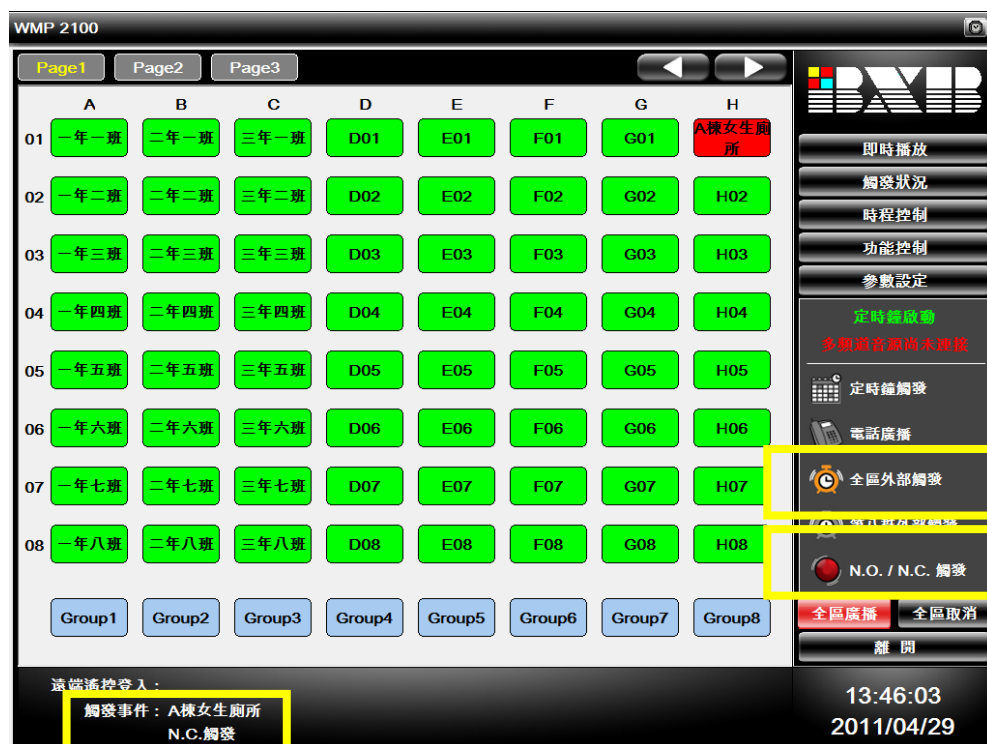 WMP 2100
Page1 Page2 Page3
BXB
A B C D E F G H
01 一年一班 二年一班 三年一班 D01 E01 F01 G01 A棟女生廁所
02 一年二班 二年二班 三年二班 D02 E02 F02 G02 H02
03 一年三班 二年三班 三年三班 D03 E03 F03 G03 H03
04 一年四班 二年四班 三年四班 D04 E04 F04 G04 H04
05 一年五班 二年五班 三年五班 D05 E05 F05 G05 H05
06 一年六班 二年六班 三年六班 D06 E06 F06 G06 H06
07 一年七班 二年七班 三年七班 D07 E07 F07 G07 H07
08 一年八班 二年八班 三年八班 D08 E08 F08 G08 H08
Group1 Group2 Group3 Group4 Group5 Group6 Group7 Group8
即時播放
觸發狀況
時程控制
功能控制
參數設定
定時鐘啟動
多頻道音源尚未連接
定時鐘觸發
電話廣播
全區外部觸發
N.O. / N.C. 觸發
全區廣播 全區取消
離 開
遠端遙控登入：
觸發事件：A棟女生廁所
N.C.觸發
13:46:03
2011/04/29